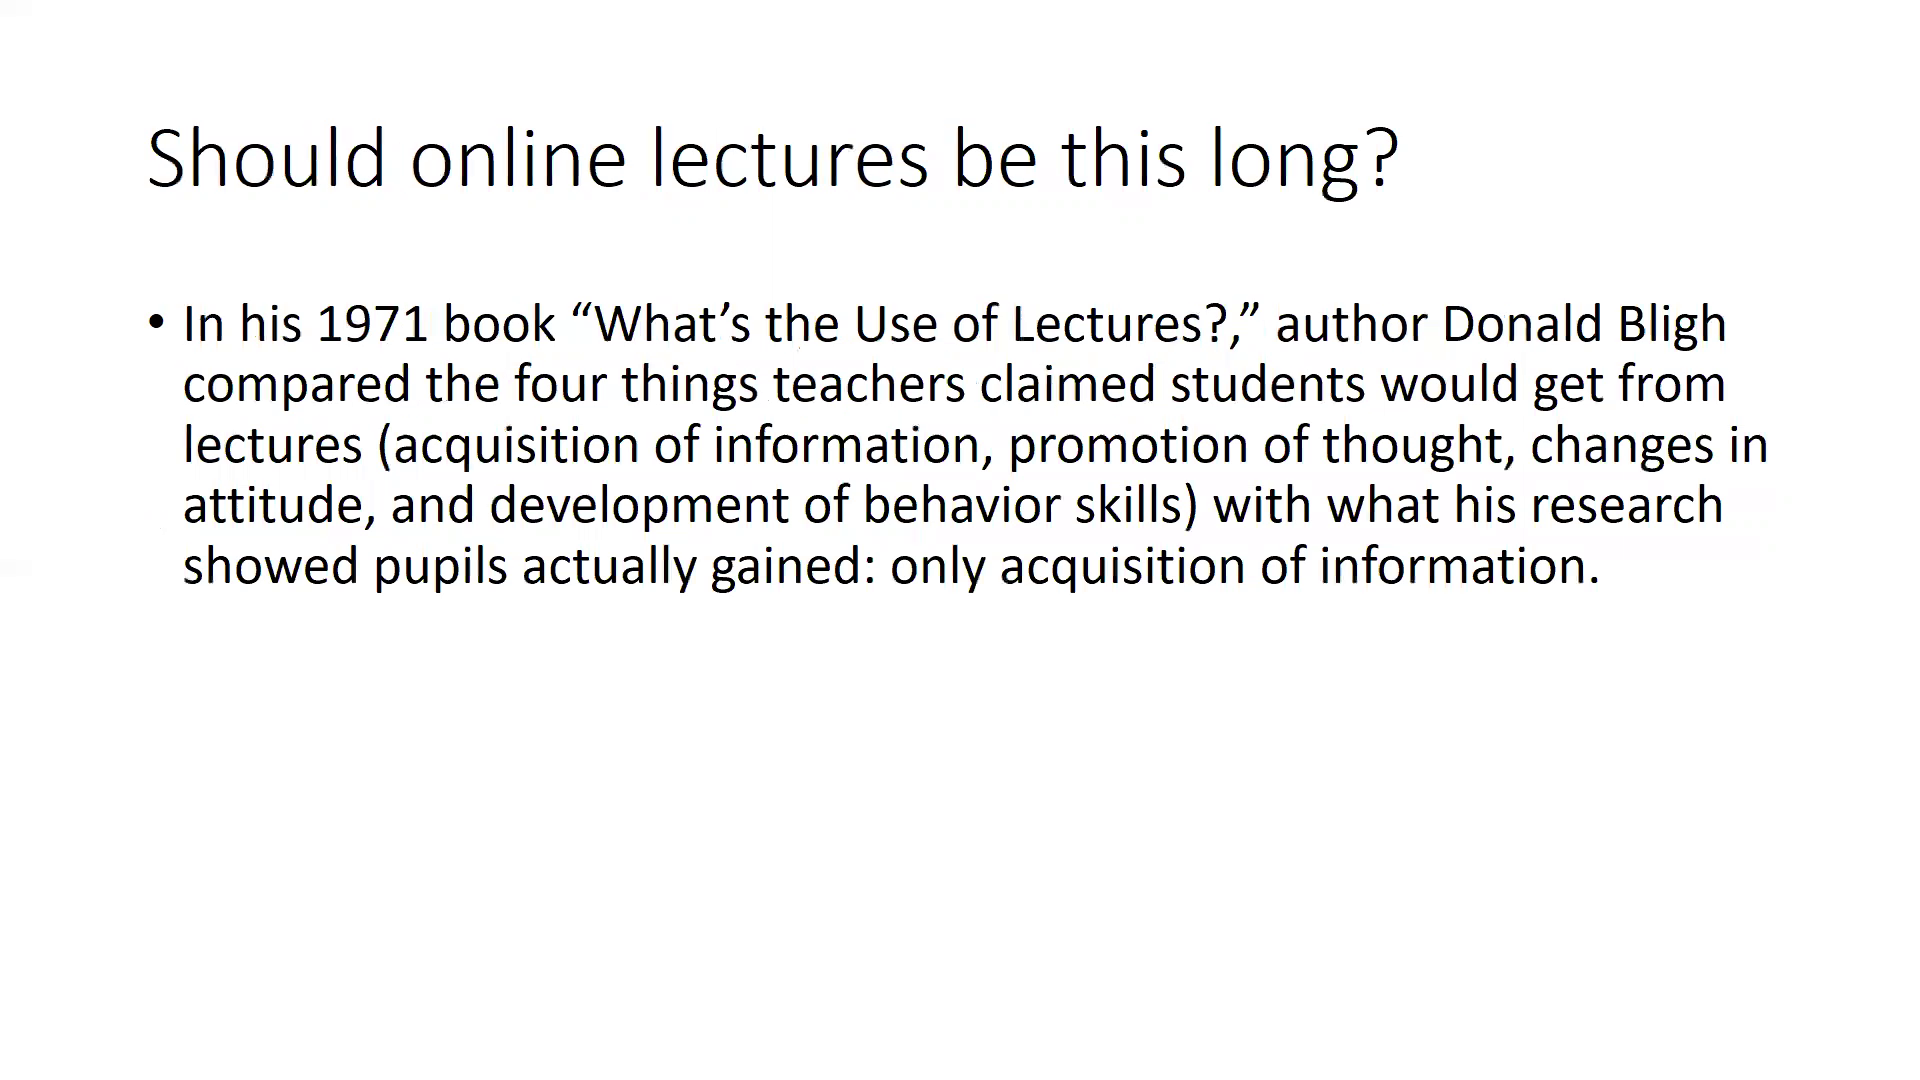 Should online lectures be this long?
• In his 1971 book “What’s the Use of Lectures?,” author Donald Bligh
compared the four things teachers claimed students would get from
lectures (acquisition of information, promotion of thought, changes in
attitude, and development of behavior skills) with what his research
showed pupils actually gained: only acquisition of information.